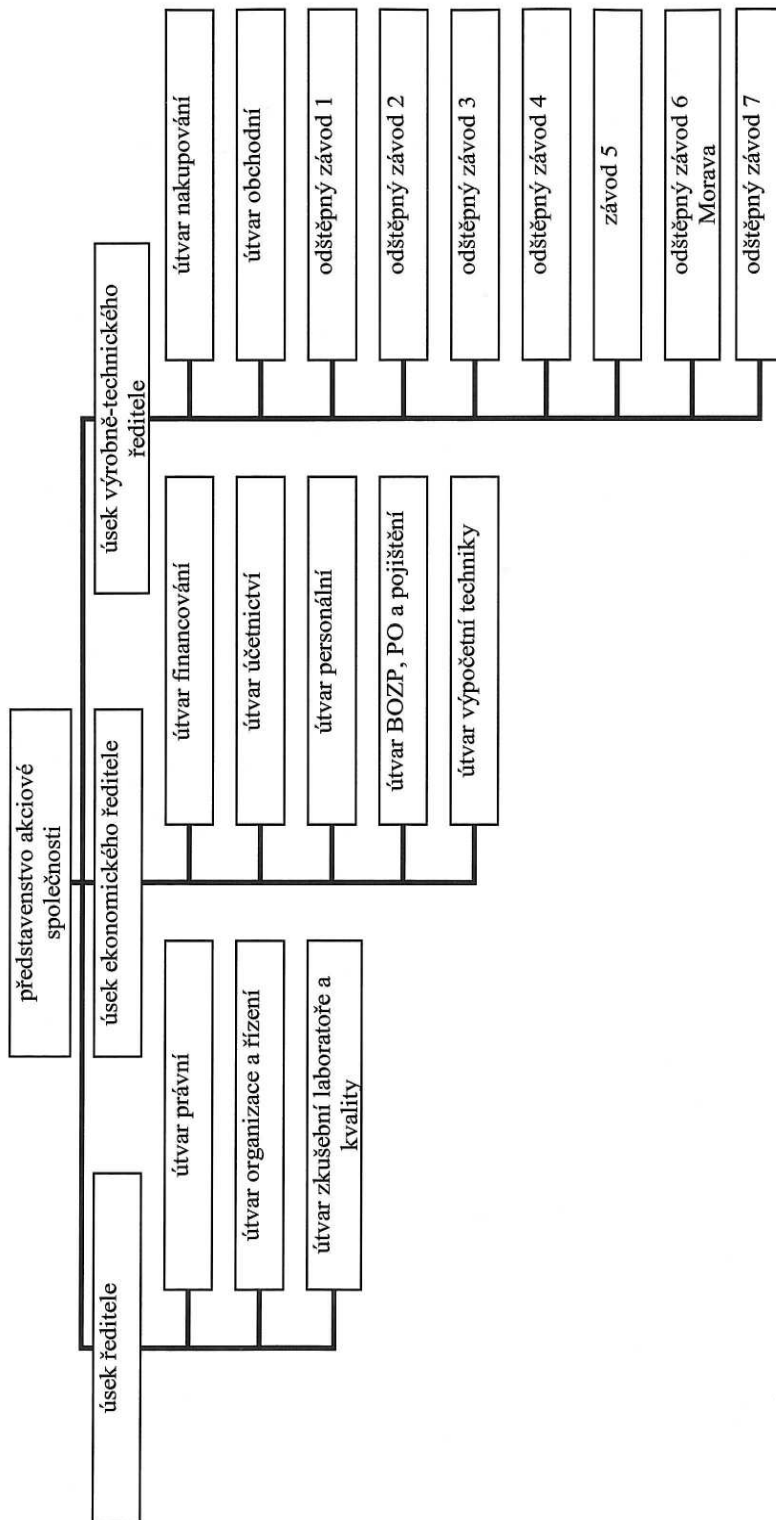 představenstvo akciové
společnosti
úsek ředitele
útvar právní
útvar organizace a řízení
útvar zkušební laboratoře a
kvality
úsek ekonomického ředitele
útvar financování
útvar účetnictví
útvar personální
útvar BOZP, PO a pojištění
útvar výpočetní techniky
úsek výrobně-technického
ředitele
útvar nakupování
útvar obchodní
odštěpný závod 1
odštěpný závod 2
odštěpný závod 3
odštěpný závod 4
závod 5
odštěpný závod 6
Morava
odštěpný závod 7